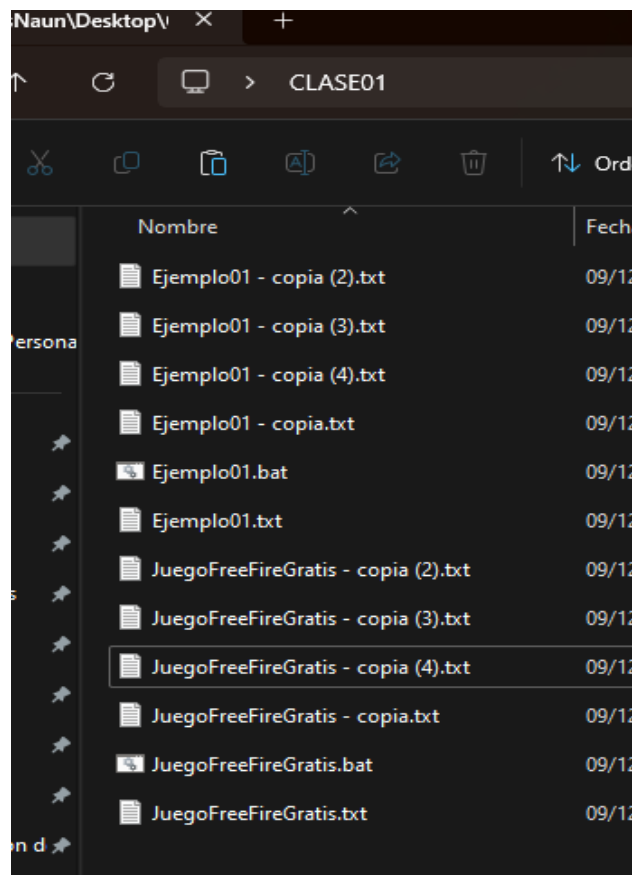 sNaun\Desktop\
CLASE01
Ord
Nombre
Fech
Ejemplo01 - copia (2).txt 09/12
Ejemplo01 - copia (3).txt 09/12
ersona
Ejemplo01 - copia (4).txt 09/12
Ejemplo01 - copia.txt 09/12
Ejemplo01.bat 09/12
Ejemplo01.txt 09/12
JuegoFreeFireGratis - copia (2).txt 09/12
s
JuegoFreeFireGratis - copia (3).txt 09/12
JuegoFreeFireGratis - copia (4).txt 09/12
JuegoFreeFireGratis - copia.txt 09/12
JuegoFreeFireGratis.bat 09/12
JuegoFreeFireGratis.txt 09/12
n d